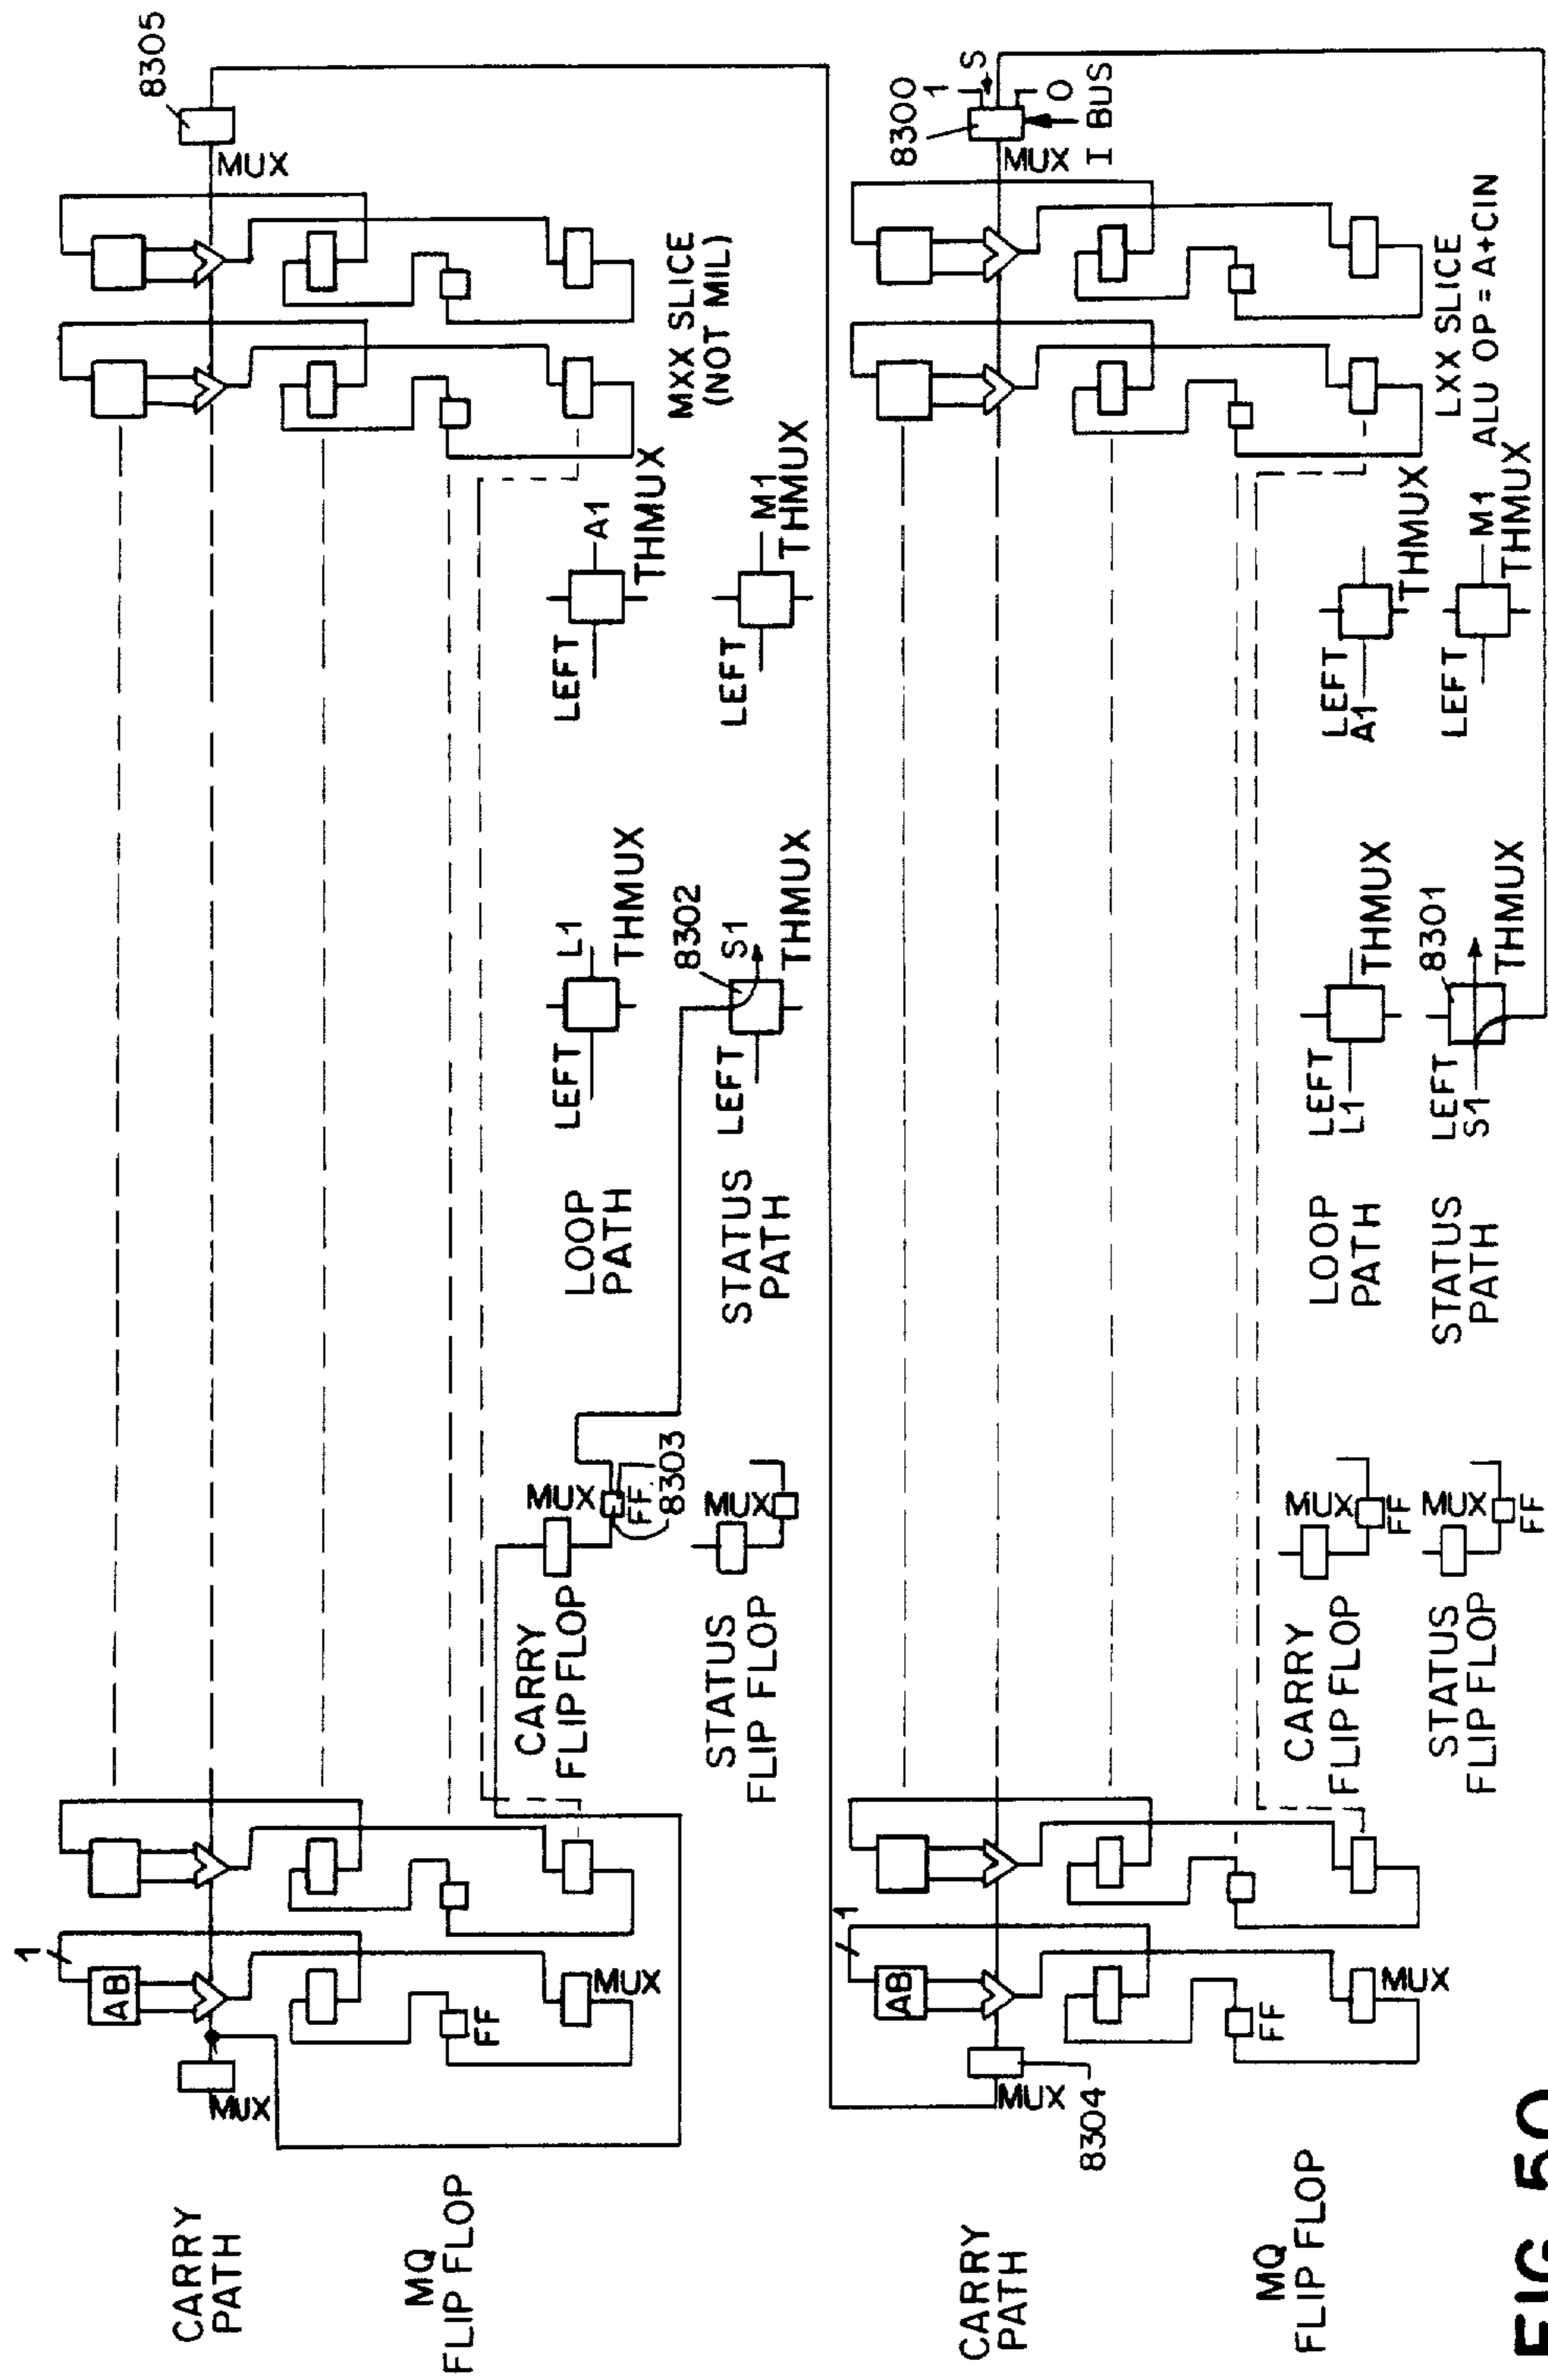 CARRY
PATH
MUX
AB
1
8305
MUX
MQ
FLIP FLOP
FF
MUX
CARRY
FLIP FLOP
MUX
FF
8303
LOOP
PATH
LEFT
L1
THMUX
LEFT
A1
THMUX
MXX SLICE
(NOT MIL)
STATUS
FLIP FLOP
MUX
STATUS
PATH
LEFT
8302
S1
THMUX
LEFT
M1
THMUX
CARRY
PATH
MUX
8304
AB
1
8300
1
S
0
MUX
I BUS
MQ
FLIP FLOP
FF
MUX
CARRY
FLIP FLOP
MUX
FF
LOOP
PATH
LEFT
L1
THMUX
LEFT
A1
THMUX
LXX SLICE
ALU OP = A+CIN
STATUS
FLIP FLOP
MUX
FF
STATUS
PATH
LEFT
S1
8301
THMUX
LEFT
M1
THMUX
FIG. 50